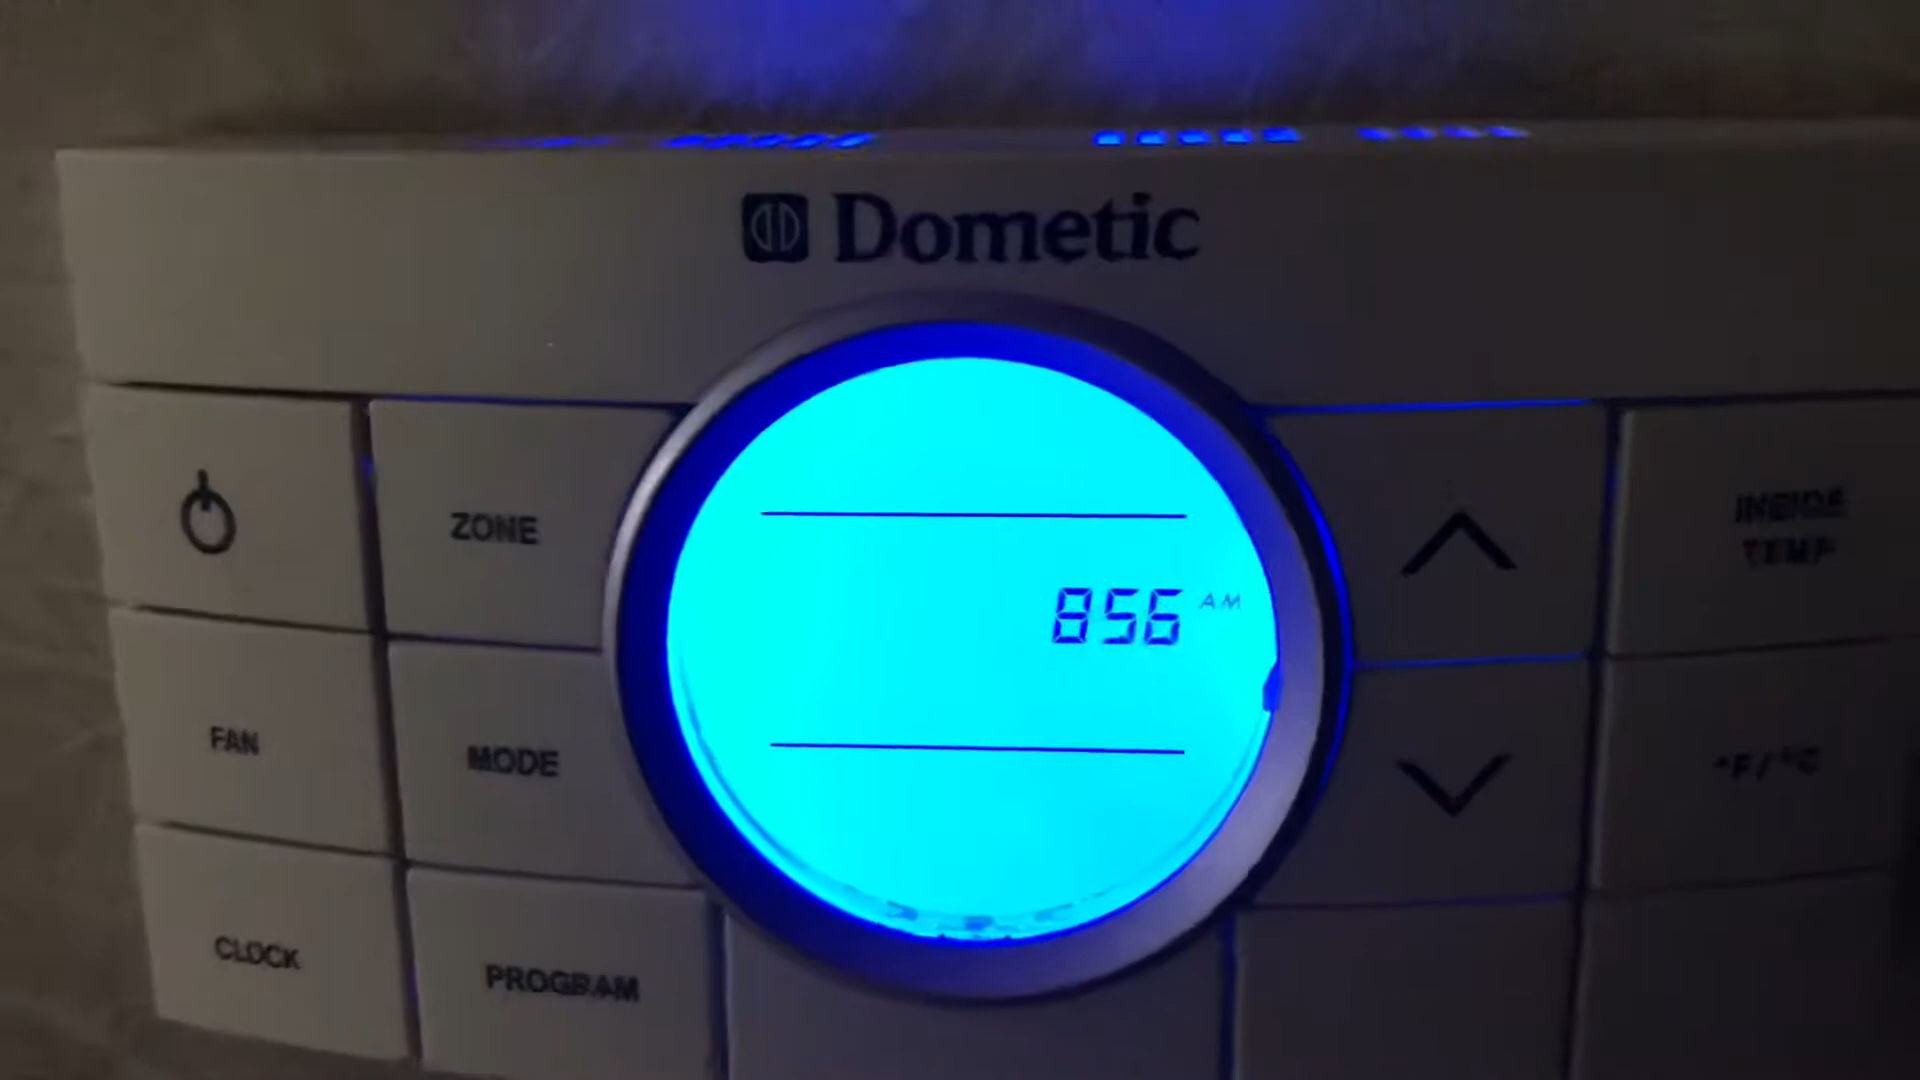 Dometic
ZONE
INSIDE
TEMP
856 AM
FAN
MODE
°F/°C
CLOCK
PROGRAM